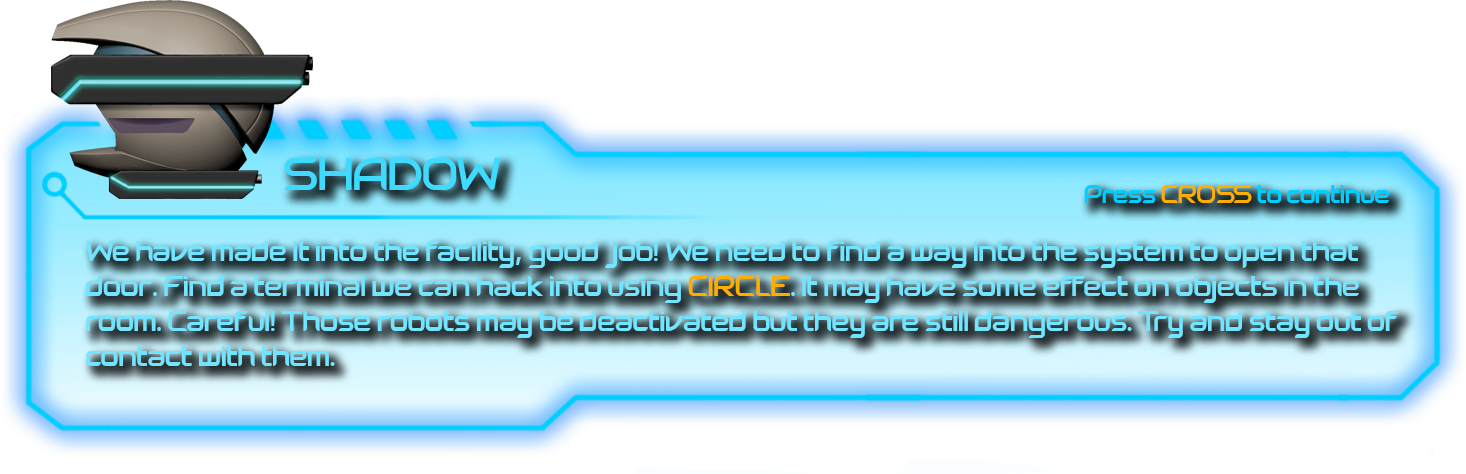 SHADOW
Press CROSS to continue
We have made it into the facility, good job! We need to find a way into the system to open that
door. Find a terminal we can hack into using CIRCLE. It may have some effect on objects in the
room. Careful! Those robots may be deactivated but they are still dangerous. Try and stay out of
contact with them.